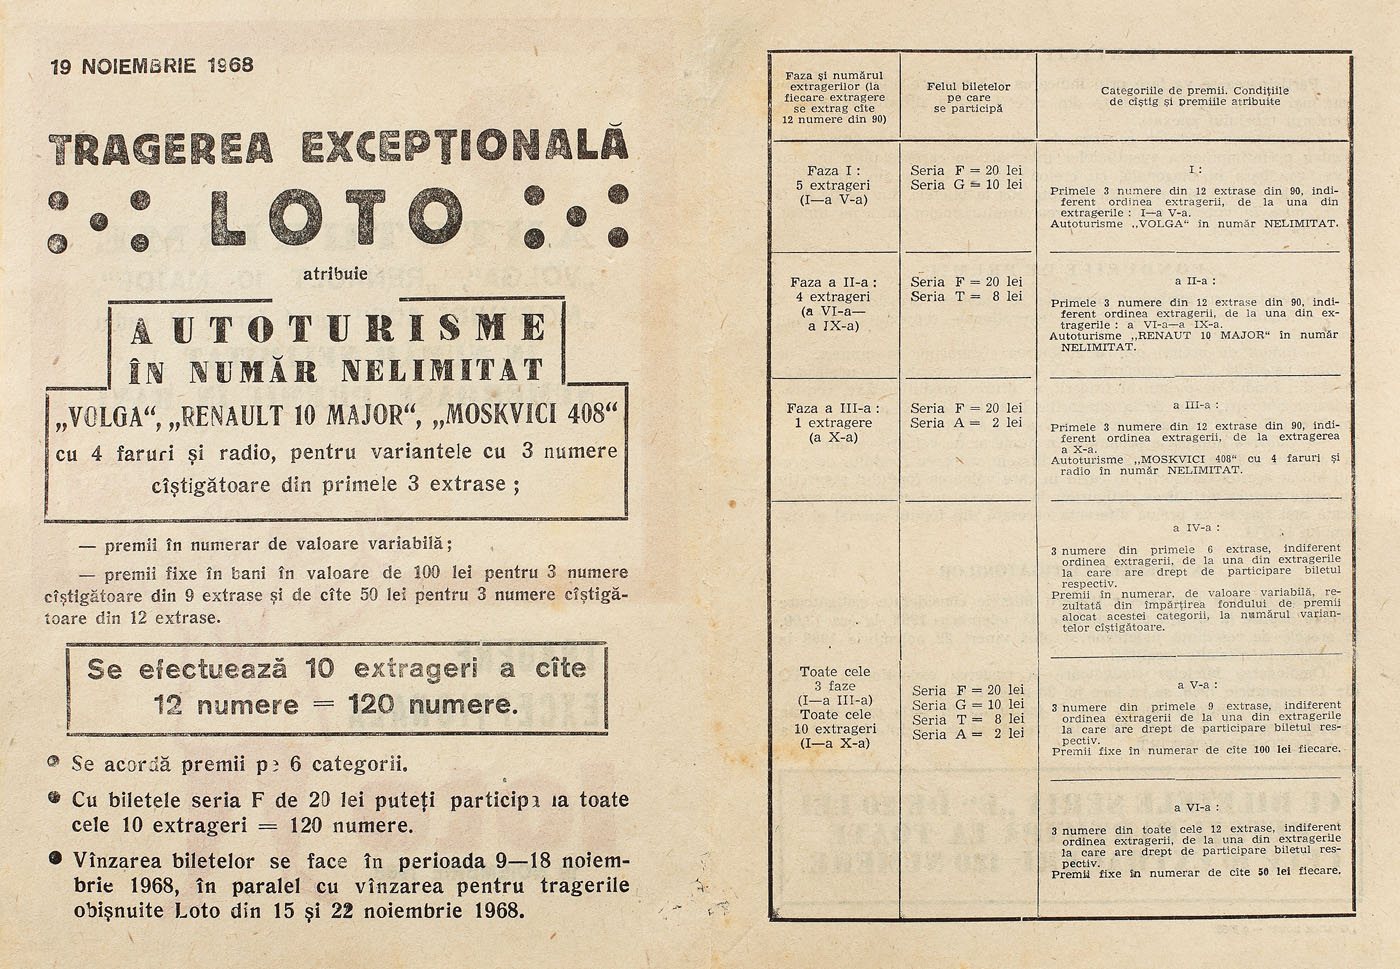 19 NOIEMBRIE 1968
TRAGEREA EXCEPȚIONALĂ
LOTO
atribuie
AUTOTURISME
ÎN NUMĂR NELIMITAT
„VOLGA“, „RENAULT 10 MAJOR“, „MOSKVICI 408“
cu 4 faruri și radio, pentru variantele cu 3 numere
cîștigătoare din primele 3 extrase ;
— premii în numerar de valoare variabilă ;
— premii fixe în bani în valoare de 100 lei pentru 3 numere
cîștigătoare din 9 extrase și de cîte 50 lei pentru 3 numere cîștigă-
toare din 12 extrase.
Se efectuează 10 extrageri a cîte
12 numere = 120 numere.
● Se acordă premii pe 6 categorii.
● Cu biletele seria F de 20 lei puteți participa la toate
cele 10 extrageri = 120 numere.
● Vînzarea biletelor se face în perioada 9—18 noiem-
brie 1968, în paralel cu vînzarea pentru tragerile
obișnuite Loto din 15 și 22 noiembrie 1968.
Faza și numărul
extragerilor (la
fiecare extragere
se extrag cîte
12 numere din 90)
Felul biletelor
pe care
se participă
Categoriile de premii. Condițiile
de cîștig și premiile atribuite
Faza I :
5 extrageri
(I—a V-a)
Seria F = 20 lei
Seria G = 10 lei
I :
Primele 3 numere din 12 extrase din 90, indi-
ferent ordinea extragerii, de la una din
extragerile : I—a V-a.
Autoturisme „VOLGA“ în număr NELIMITAT.
Faza a II-a :
4 extrageri
(a VI-a—
a IX-a)
Seria F = 20 lei
Seria T = 8 lei
a II-a :
Primele 3 numere din 12 extrase din 90, indi-
ferent ordinea extragerii, de la una din ex-
tragerile : a VI-a—a IX-a.
Autoturisme „RENAUT 10 MAJOR“ în număr
NELIMITAT.
Faza a III-a :
1 extragere
(a X-a)
Seria F = 20 lei
Seria A = 2 lei
a III-a :
Primele 3 numere din 12 extrase din 90, indi-
ferent ordinea extragerii, de la extragerea
a X-a.
Autoturisme „MOSKVICI 408“ cu 4 faruri și
radio în număr NELIMITAT.
Toate cele
3 faze
(I—a III-a)
Toate cele
10 extrageri
(I—a X-a)
Seria F = 20 lei
Seria G = 10 lei
Seria T = 8 lei
Seria A = 2 lei
a IV-a :
3 numere din primele 6 extrase, indiferent
ordinea extragerii, de la una din extragerile
la care are drept de participare biletul
respectiv.
Premii în numerar, de valoare variabilă, re-
zultată din împărțirea fondului de premii
alocat acestei categorii, la numărul varian-
telor cîștigătoare.
a V-a :
3 numere din primele 9 extrase, indiferent
ordinea extragerii de la una din extragerile
la care are drept de participare biletul res-
pectiv.
Premii fixe în numerar de cîte 100 lei fiecare.
a VI-a :
3 numere din toate cele 12 extrase, indiferent
ordinea extragerii, de la una din extragerile
la care are drept de participare biletul res-
pectiv.
Premii fixe în numerar de cîte 50 lei fiecare.